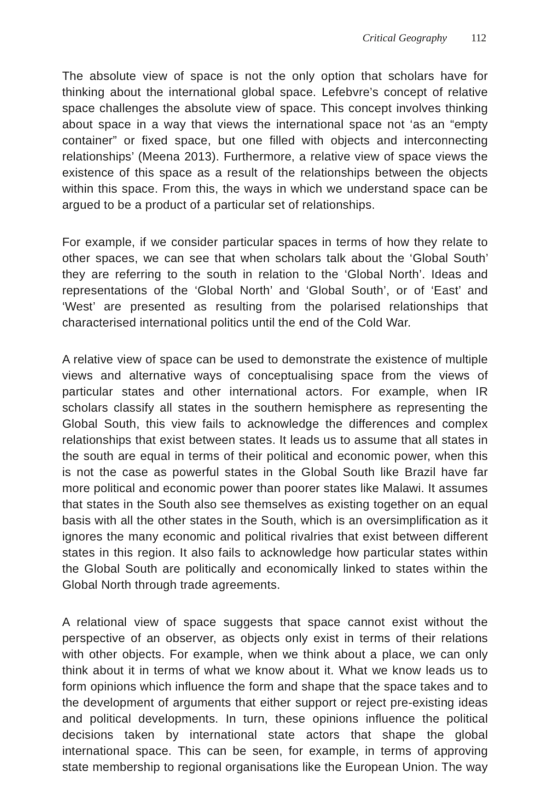 Critical Geography 112
The absolute view of space is not the only option that scholars have for
thinking about the international global space. Lefebvre's concept of relative
space challenges the absolute view of space. This concept involves thinking
about space in a way that views the international space not ‘as an “empty
container” or fixed space, but one filled with objects and interconnecting
relationships’ (Meena 2013). Furthermore, a relative view of space views the
existence of this space as a result of the relationships between the objects
within this space. From this, the ways in which we understand space can be
argued to be a product of a particular set of relationships.
For example, if we consider particular spaces in terms of how they relate to
other spaces, we can see that when scholars talk about the ‘Global South’
they are referring to the south in relation to the ‘Global North’. Ideas and
representations of the ‘Global North’ and ‘Global South’, or of ‘East’ and
‘West’ are presented as resulting from the polarised relationships that
characterised international politics until the end of the Cold War.
A relative view of space can be used to demonstrate the existence of multiple
views and alternative ways of conceptualising space from the views of
particular states and other international actors. For example, when IR
scholars classify all states in the southern hemisphere as representing the
Global South, this view fails to acknowledge the differences and complex
relationships that exist between states. It leads us to assume that all states in
the south are equal in terms of their political and economic power, when this
is not the case as powerful states in the Global South like Brazil have far
more political and economic power than poorer states like Malawi. It assumes
that states in the South also see themselves as existing together on an equal
basis with all the other states in the South, which is an oversimplification as it
ignores the many economic and political rivalries that exist between different
states in this region. It also fails to acknowledge how particular states within
the Global South are politically and economically linked to states within the
Global North through trade agreements.
A relational view of space suggests that space cannot exist without the
perspective of an observer, as objects only exist in terms of their relations
with other objects. For example, when we think about a place, we can only
think about it in terms of what we know about it. What we know leads us to
form opinions which influence the form and shape that the space takes and to
the development of arguments that either support or reject pre-existing ideas
and political developments. In turn, these opinions influence the political
decisions taken by international state actors that shape the global
international space. This can be seen, for example, in terms of approving
state membership to regional organisations like the European Union. The way